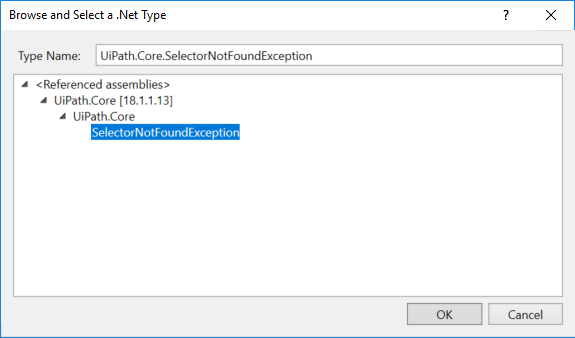 Browse and Select a .Net Type
?
Type Name: UiPath.Core.SelectorNotFoundException
<Referenced assemblies>
UiPath.Core [18.1.1.13]
UiPath.Core
SelectorNotFoundException
OK Cancel